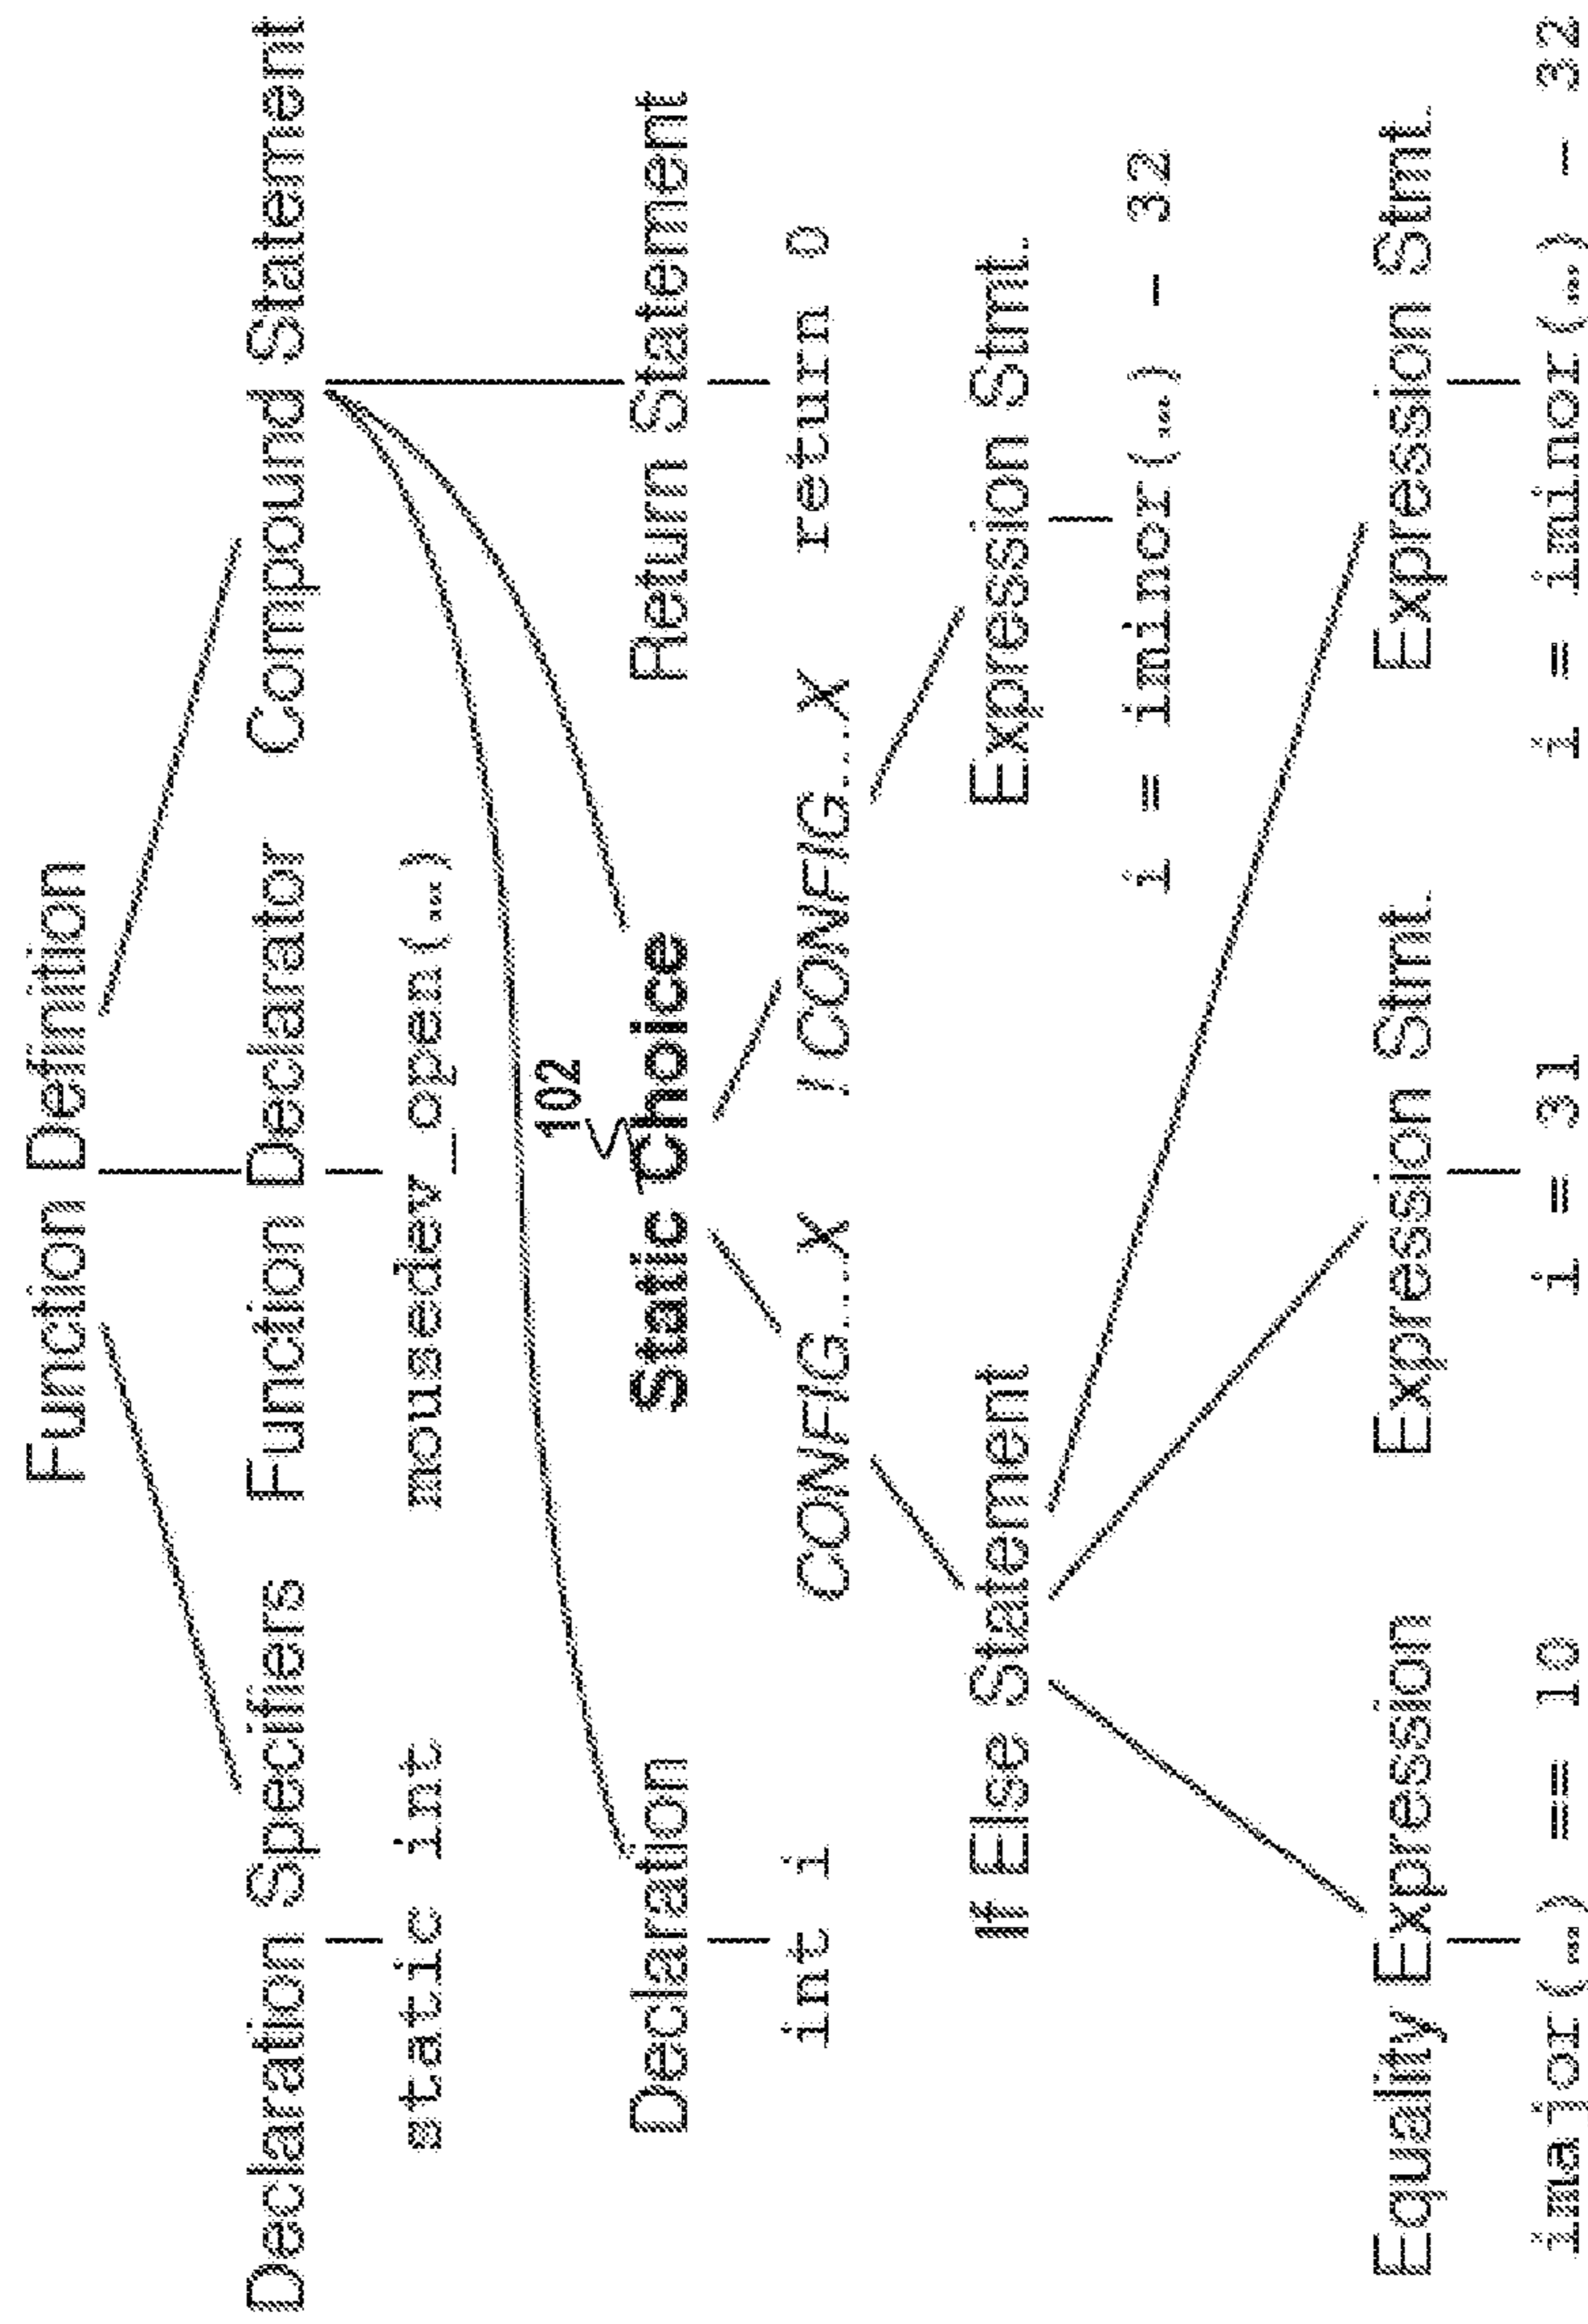 Function Definition
Declaration Specifiers
Function Declarator
Compound Statement
static int
mousedev_open(...)
102
Declaration
Static Choice
Return Statement
int i
CONFIG...X
! CONFIG...X
return 0
If Else Statement
Expression Stmt.
i = iminor(...) - 32
Equality Expression
Expression Stmt.
Expression Stmt.
imajor(...) == 10
i = 31
i = iminor(...) - 32